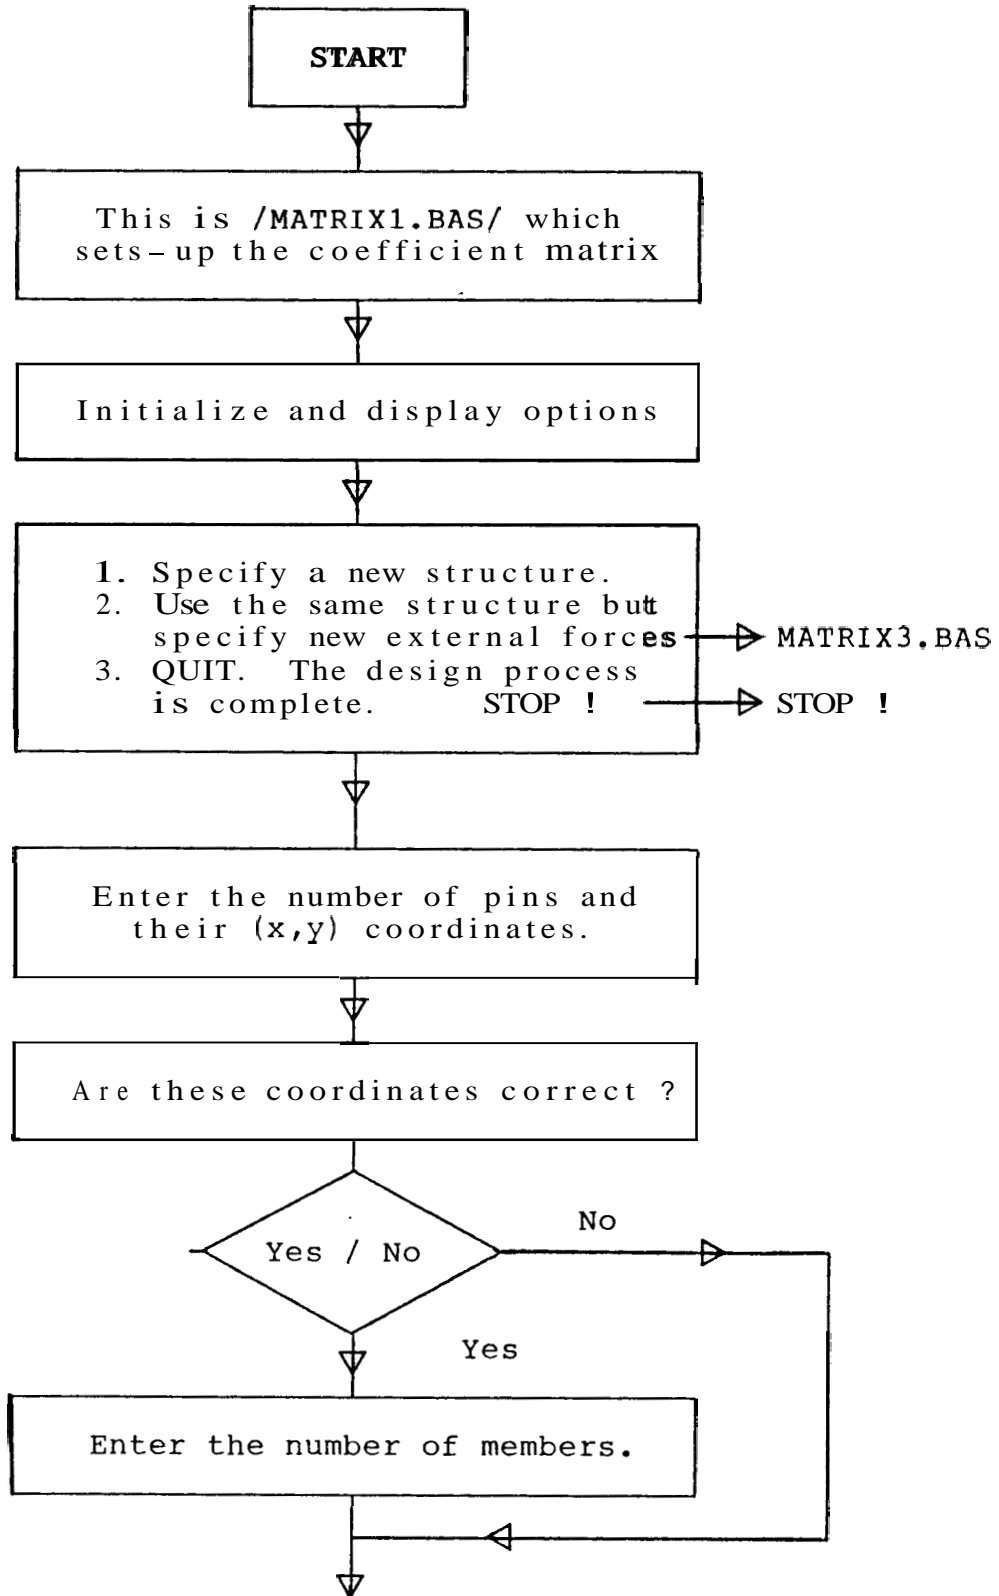 START
This is /MATRIX1.BAS/ which
sets-up the coefficient matrix
Initialize and display options
1. Specify a new structure.
2. Use the same structure but
specify new external forces
MATRIX3.BAS
3. QUIT. The design process
is complete. STOP !
STOP !
Enter the number of pins and
their (x,y) coordinates.
Are these coordinates correct ?
Yes / No
No
Yes
Enter the number of members.